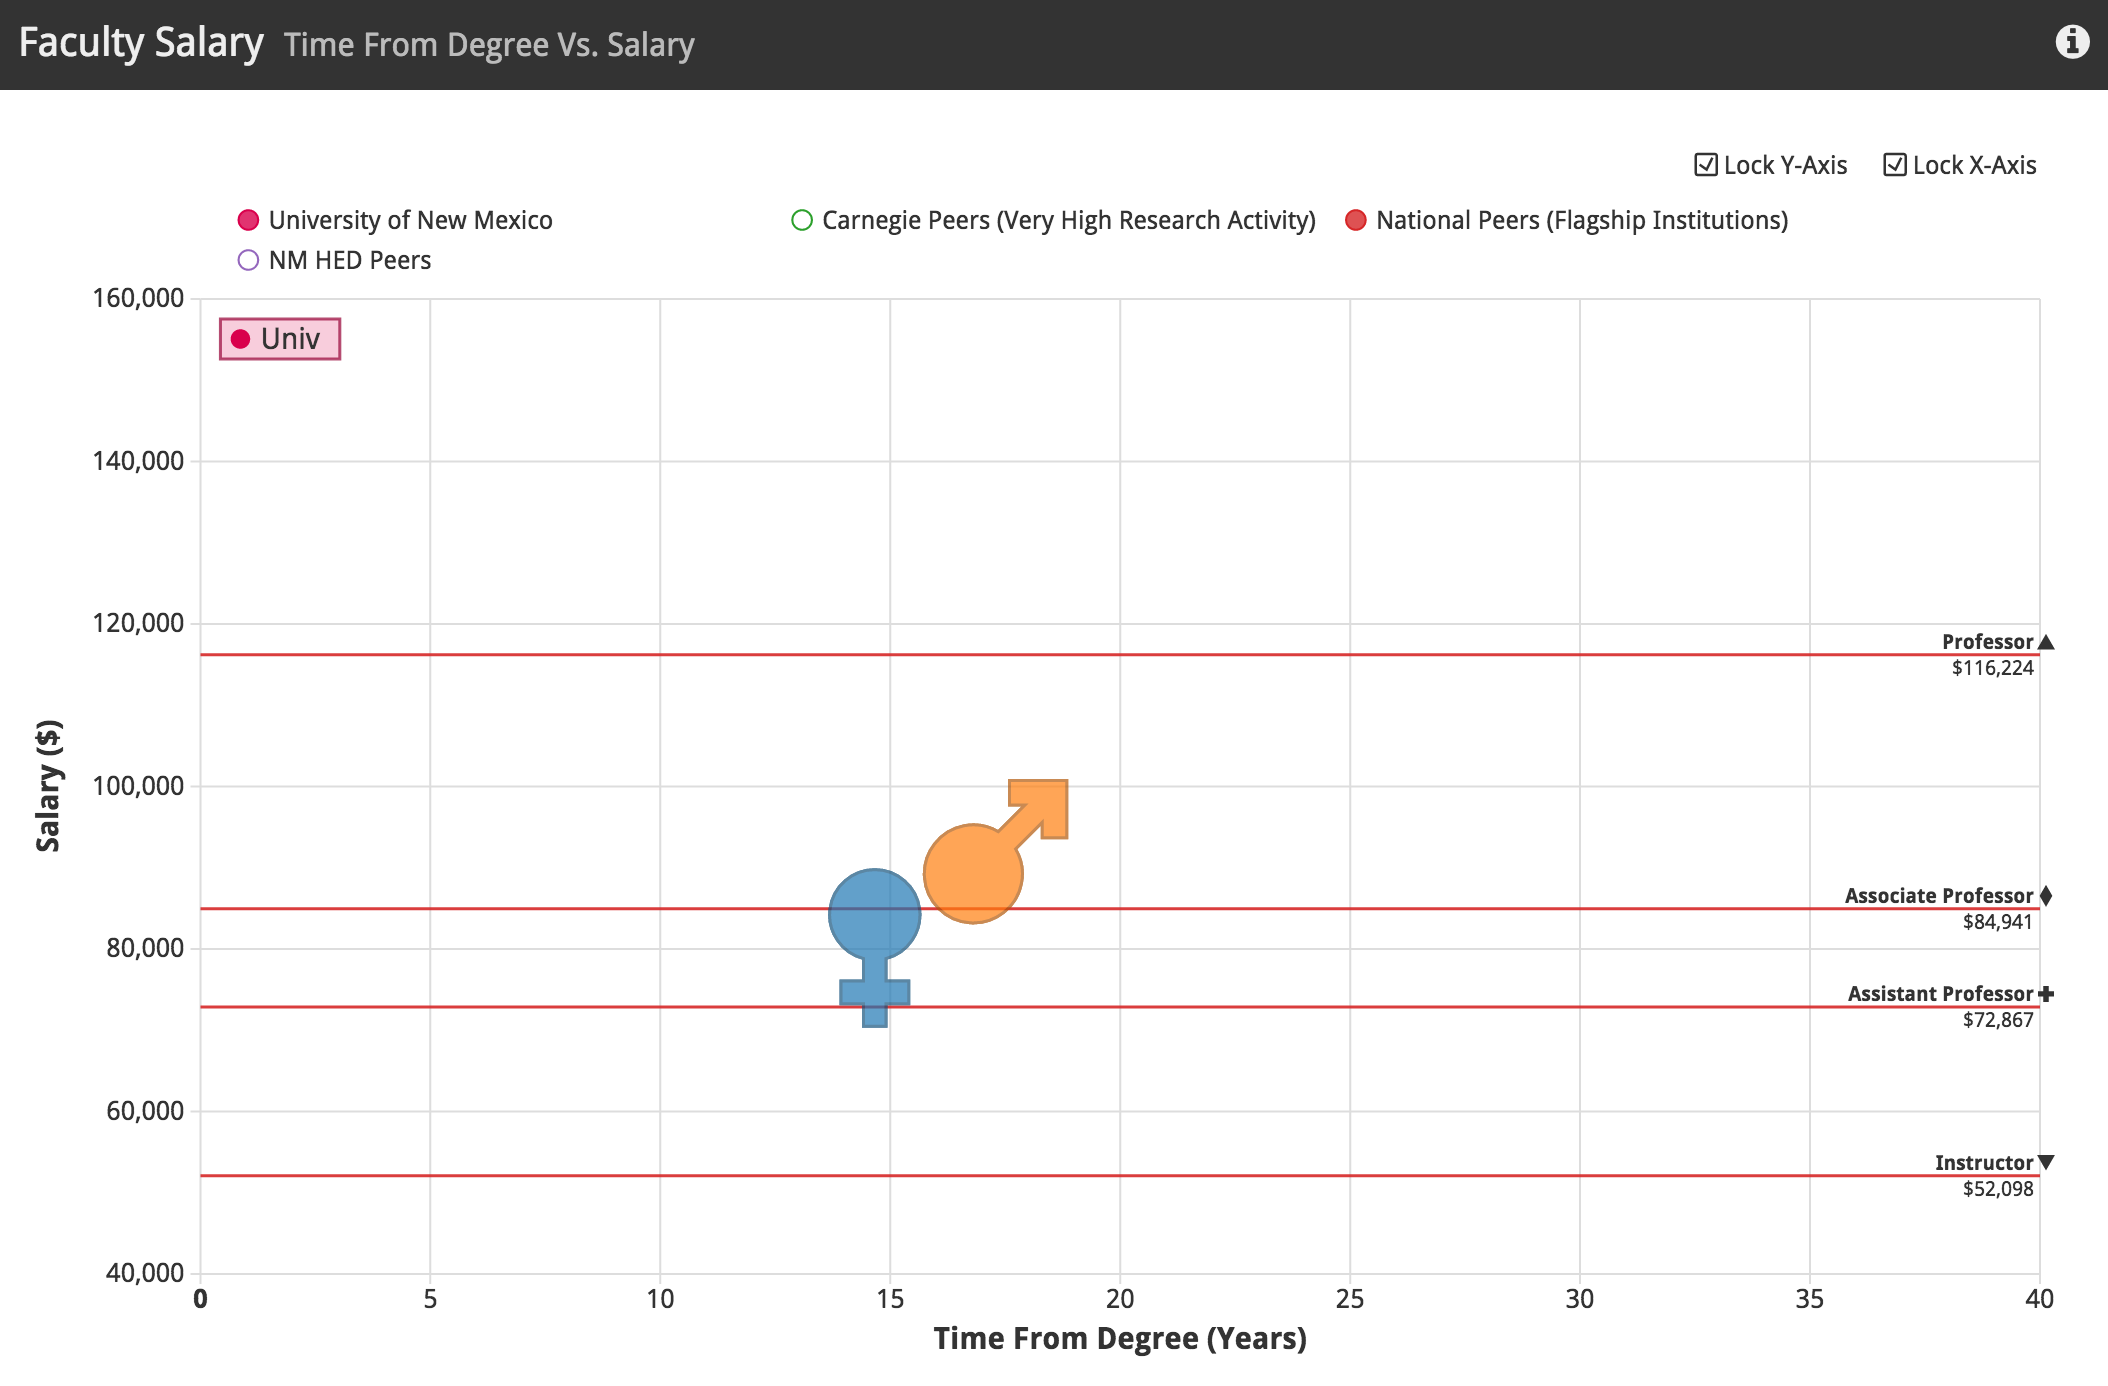 Faculty Salary Time From Degree Vs. Salary
Lock Y-Axis Lock X-Axis
University of New Mexico Carnegie Peers (Very High Research Activity) National Peers (Flagship Institutions)
NM HED Peers
160,000
Univ
140,000
120,000
Professor
$116,224
Salary ($)
100,000
Associate Professor
$84,941
80,000
Assistant Professor
$72,867
60,000
Instructor
$52,098
40,000
0 5 10 15 20 25 30 35 40
Time From Degree (Years)